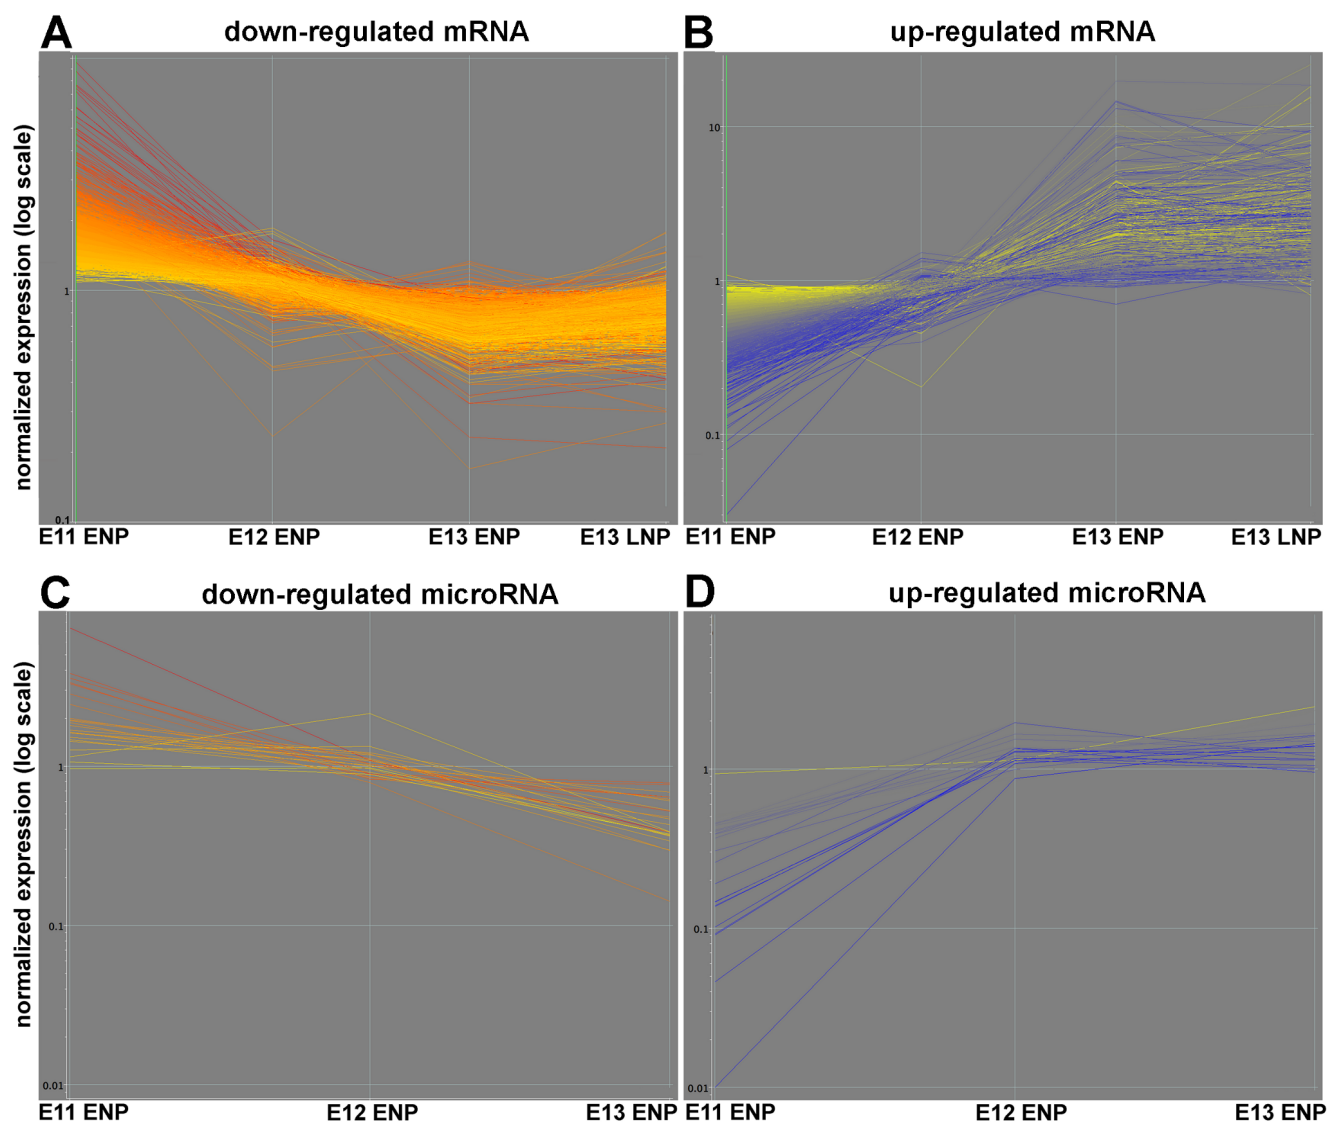 A
down-regulated mRNA
B
up-regulated mRNA
normalized expression (log scale)
1
0.1
10
1
0.1
E11 ENP
E12 ENP
E13 ENP
E13 LNP
E11 ENP
E12 ENP
E13 ENP
E13 LNP
C
down-regulated microRNA
D
up-regulated microRNA
normalized expression (log scale)
1
0.1
0.01
1
0.1
0.01
E11 ENP
E12 ENP
E13 ENP
E11 ENP
E12 ENP
E13 ENP